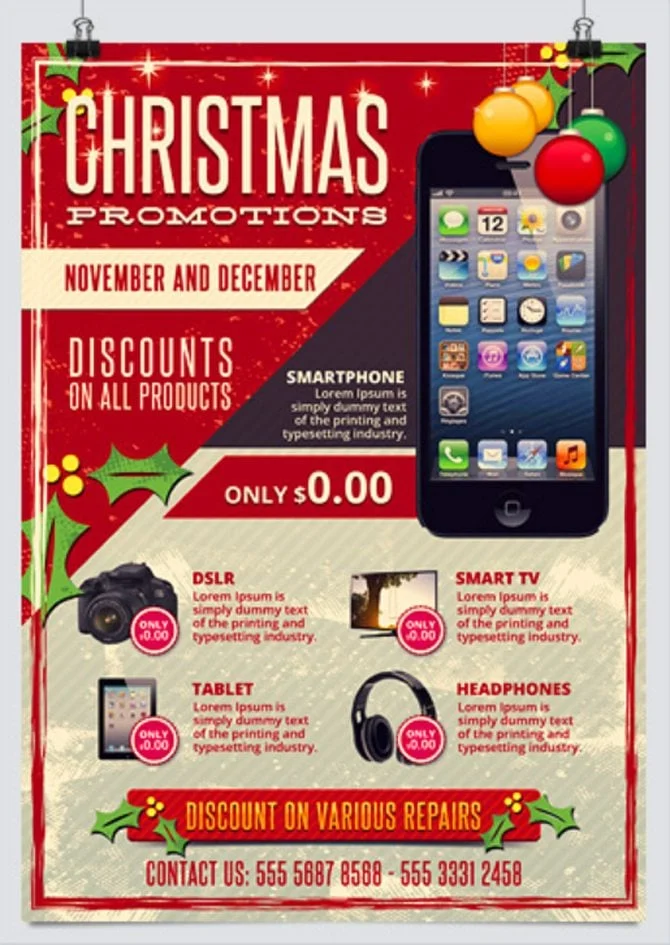 CHRISTMAS
PROMOTIONS
NOVEMBER AND DECEMBER
DISCOUNTS
ON ALL PRODUCTS
SMARTPHONE
Lorem Ipsum is
simply dummy text
of the printing and
typesetting industry.
ONLY $0.00
12
DSLR
Lorem Ipsum is
simply dummy text
of the printing and
typesetting industry.
ONLY
$0.00
SMART TV
Lorem Ipsum is
simply dummy text
of the printing and
typesetting industry.
ONLY
$0.00
TABLET
Lorem Ipsum is
simply dummy text
of the printing and
typesetting industry.
ONLY
$0.00
HEADPHONES
Lorem Ipsum is
simply dummy text
of the printing and
typesetting industry.
ONLY
$0.00
DISCOUNT ON VARIOUS REPAIRS
CONTACT US: 555 5687 8568 - 555 3331 2458